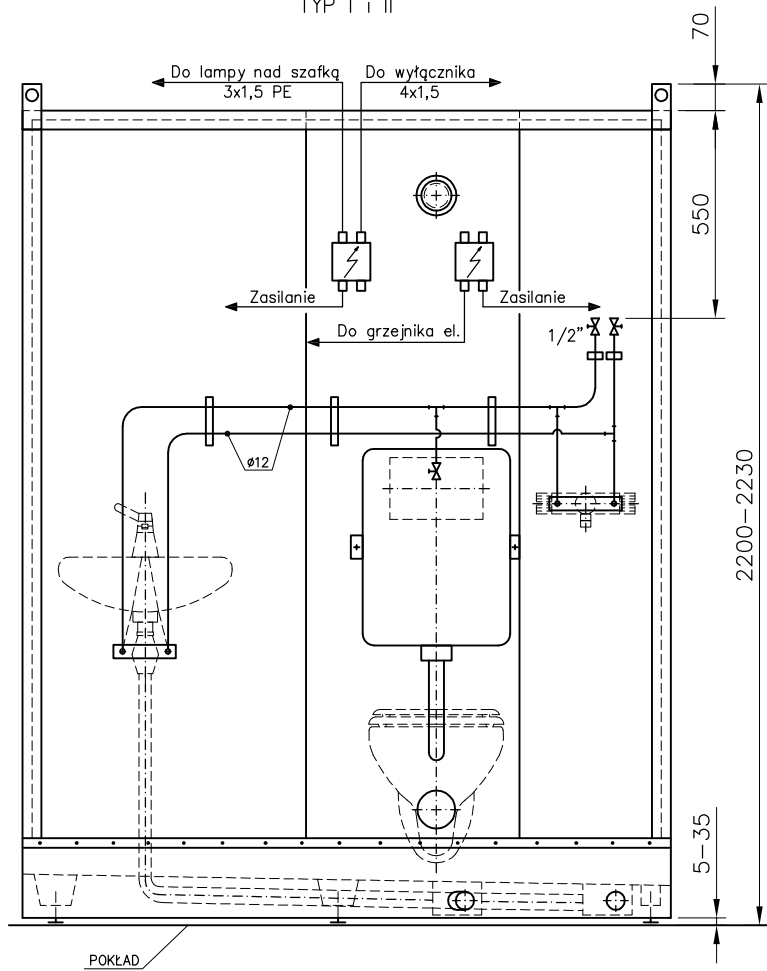 TYP I i II
70
Do lampy nad szafką
3x1,5 PE
Do wyłącznika
4x1,5
550
Zasilanie
Zasilanie
Do grzejnika el.
1/2"
ø12
2200-2230
5-35
POKŁAD